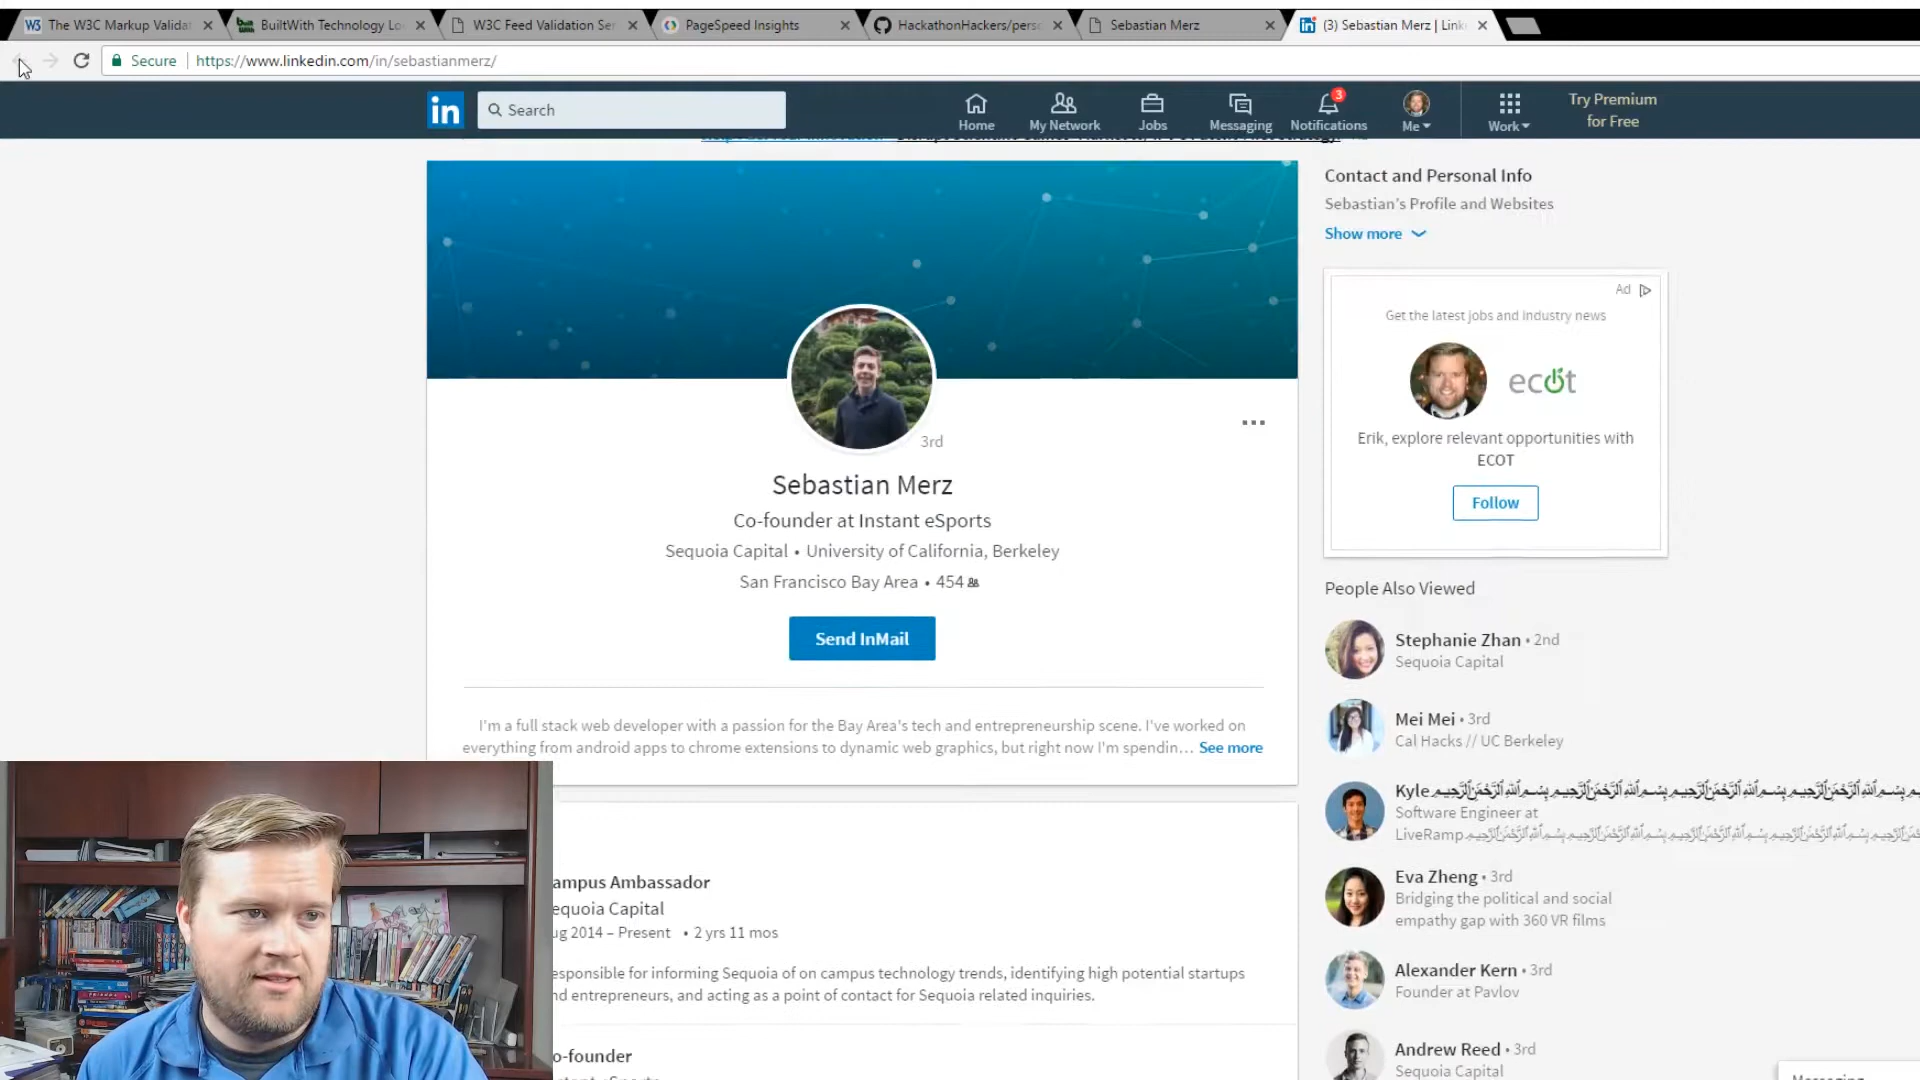 The W3C Markup Validat
BuiltWith Technology Lo
W3C Feed Validation Ser
PageSpeed Insights
HackathonHackers/pers
Sebastian Merz
(3) Sebastian Merz | Link
Secure
https://www.linkedin.com/in/sebastianmerz/
in
Search
Home
My Network
Jobs
Messaging
3
Notifications
Me
Work
Try Premium
for Free
3rd
Sebastian Merz
Co-founder at Instant eSports
Sequoia Capital • University of California, Berkeley
San Francisco Bay Area • 454
Send InMail
I'm a full stack web developer with a passion for the Bay Area's tech and entrepreneurship scene. I've worked on
everything from android apps to chrome extensions to dynamic web graphics, but right now I'm spendin... See more
ampus Ambassador
equoia Capital
ug 2014 – Present • 2 yrs 11 mos
esponsible for informing Sequoia of on campus technology trends, identifying high potential startups
nd entrepreneurs, and acting as a point of contact for Sequoia related inquiries.
o-founder
Contact and Personal Info
Sebastian's Profile and Websites
Show more
Ad
Get the latest jobs and industry news
ecot
Erik, explore relevant opportunities with
ECOT
Follow
People Also Viewed
Stephanie Zhan • 2nd
Sequoia Capital
Mei Mei • 3rd
Cal Hacks // UC Berkeley
Kyle
Software Engineer at
LiveRamp
Eva Zheng • 3rd
Bridging the political and social
empathy gap with 360 VR films
Alexander Kern • 3rd
Founder at Pavlov
Andrew Reed • 3rd
Sequoia Capital